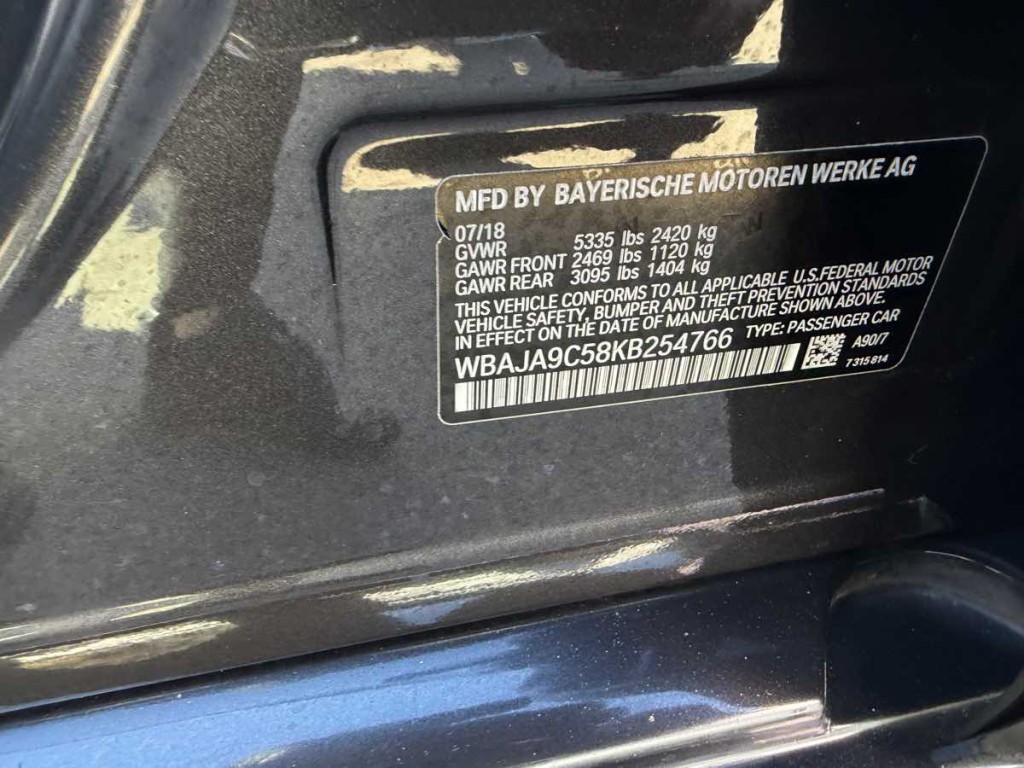 MFD BY BAYERISCHE MOTOREN WERKE AG
07/18
GVWR 5335 lbs 2420 kg
GAWR FRONT 2469 lbs 1120 kg
GAWR REAR 3095 lbs 1404 kg
THIS VEHICLE CONFORMS TO ALL APPLICABLE U.S.FEDERAL MOTOR
VEHICLE SAFETY, BUMPER AND THEFT PREVENTION STANDARDS
IN EFFECT ON THE DATE OF MANUFACTURE SHOWN ABOVE.
WBAJA9C58KB254766 TYPE: PASSENGER CAR
A90/7
7315814